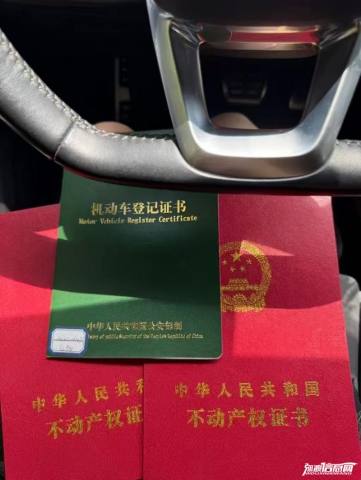 机动车登记证书
Motor Vehicle Register Certificate
中华人民共和国公安部制
中华人民共和
不动产权证
中华人民共和国
不动产权证书